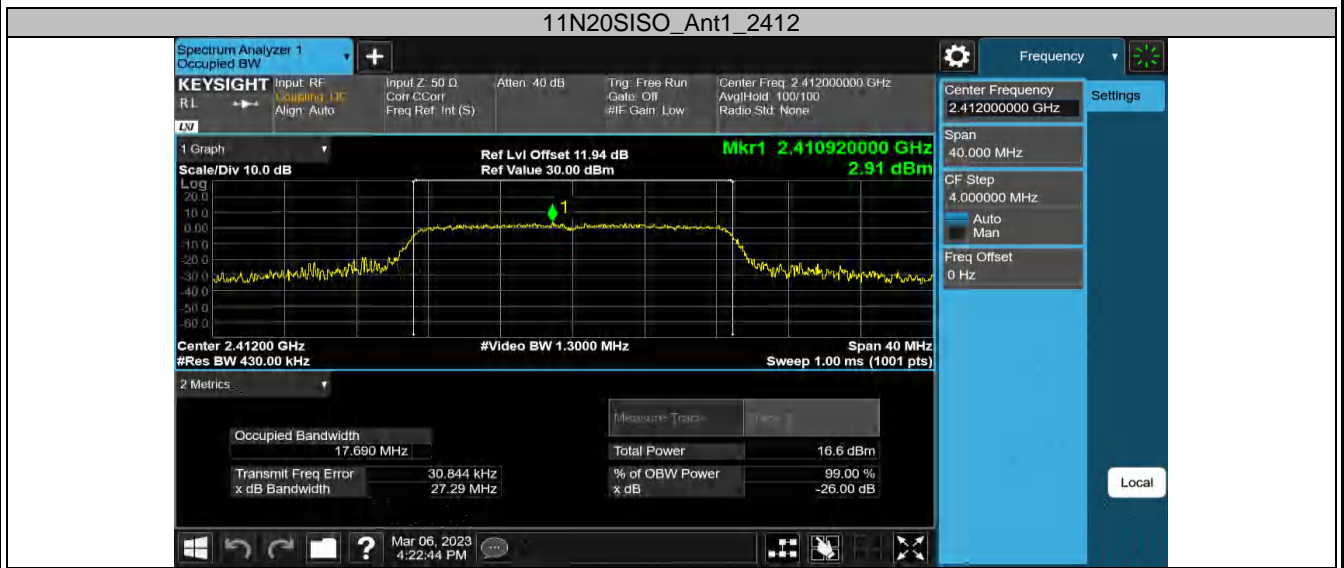 11N20SISO_Ant1_2412
Spectrum Analyzer 1
Occupied BW
+
Frequency
KEYSIGHT
RL
LXI
Input: RF
Coupling: DC
Align: Auto
Input Z: 50 Ω
Corr CCorr
Freq Ref: Int (S)
Atten: 40 dB
Trig: Free Run
Gate: Off
#IF Gain: Low
Center Freq: 2.412000000 GHz
Avg|Hold: 100/100
Radio Std: None
Center Frequency
2.412000000 GHz
Settings
Span
40.000 MHz
CF Step
4.000000 MHz
Auto
Man
Freq Offset
0 Hz
1 Graph
Scale/Div 10.0 dB
Ref Lvl Offset 11.94 dB
Ref Value 30.00 dBm
Mkr1 2.410920000 GHz
2.91 dBm
Log
20.0
10.0
0.00
-10.0
-20.0
-30.0
-40.0
-50.0
-60.0
1
Center 2.41200 GHz
#Res BW 430.00 kHz
#Video BW 1.3000 MHz
Span 40 MHz
Sweep 1.00 ms (1001 pts)
2 Metrics
Measure Trace
Occupied Bandwidth
17.690 MHz
Total Power 16.6 dBm
Transmit Freq Error 30.844 kHz
% of OBW Power 99.00 %
x dB Bandwidth 27.29 MHz
x dB -26.00 dB
Local
?
Mar 06, 2023
4:22:44 PM